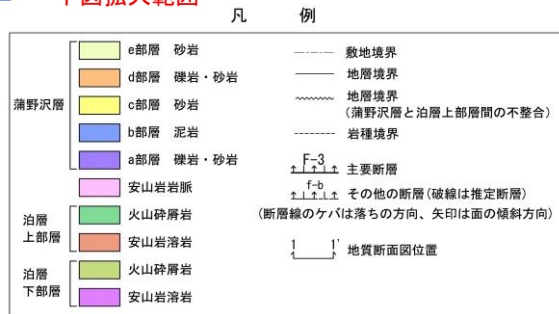 下図拡大範囲
凡 例
蒲野沢層
e部層 砂岩
d部層 礫岩・砂岩
c部層 砂岩
b部層 泥岩
a部層 礫岩・砂岩
安山岩岩脈
泊層
上部層
火山砕屑岩
安山岩溶岩
泊層
下部層
火山砕屑岩
安山岩溶岩
敷地境界
地層境界
地層境界
(蒲野沢層と泊層上部層間の不整合)
岩種境界
F-3 主要断層
f-b その他の断層(破線は推定断層)
(断層線のケバは落ちの方向、矢印は面の傾斜方向)
1 1' 地質断面図位置